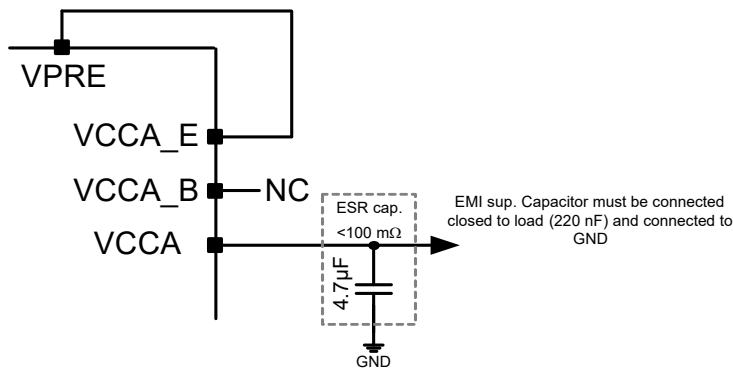 VPRE
VCCA_E
VCCA_B
NC
VCCA
ESR cap.
<100 mΩ
4.7µF
GND
EMI sup. Capacitor must be connected
closed to load (220 nF) and connected to
GND